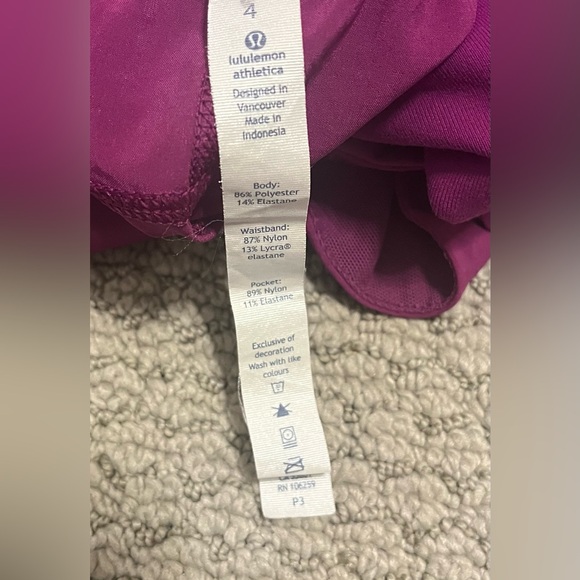 4
lululemon
athletica
Designed in
Vancouver
Made in
Indonesia
Body:
86% Polyester
14% Elastane
Waistband:
87% Nylon
13% Lycra®
elastane
Pocket:
89% Nylon
11% Elastane
Exclusive of
decoration
Wash with like
colours
RN 106259
P3